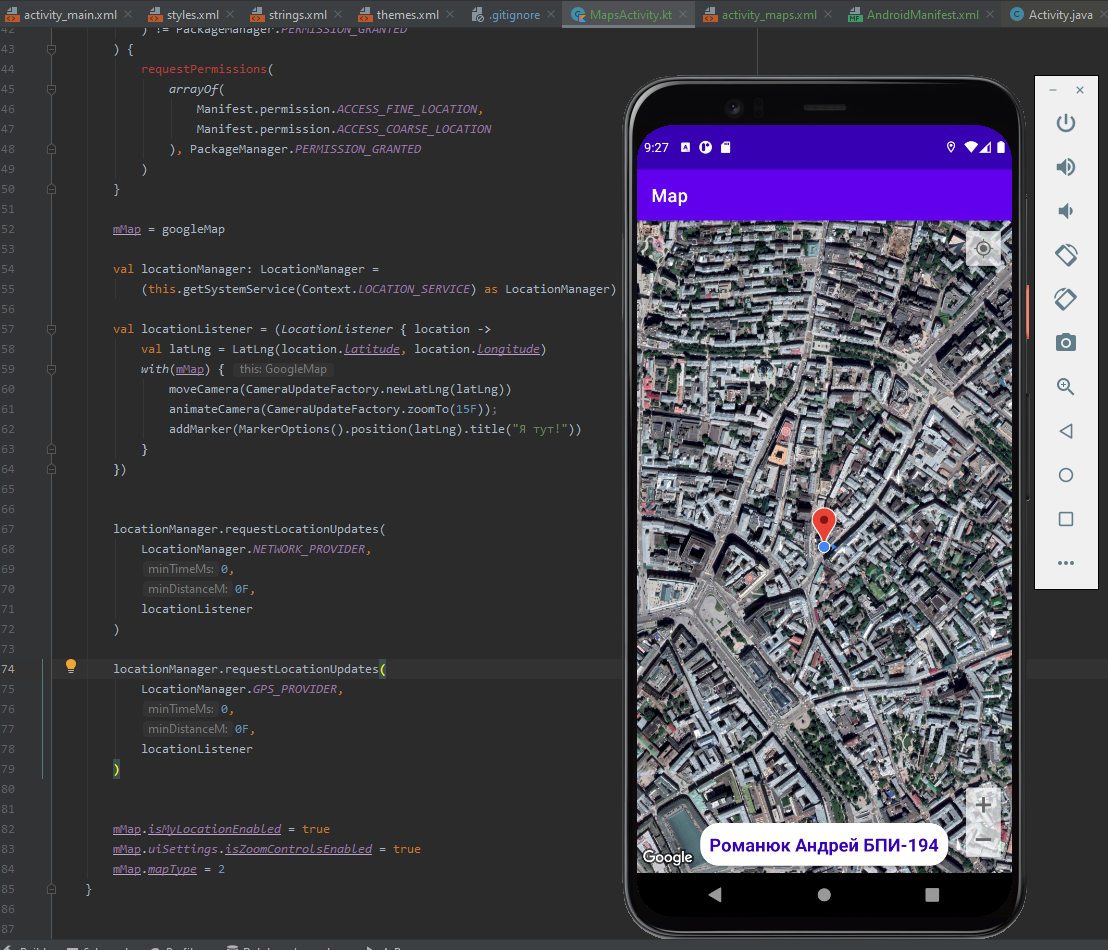 activity_main.xml styles.xml strings.xml themes.xml .gitignore MapsActivity.kt activity_maps.xml AndroidManifest.xml Activity.java
42 ) != PackageManager.PERMISSION_GRANTED
43 ) {
44 requestPermissions(
45 arrayOf(
46 Manifest.permission.ACCESS_FINE_LOCATION,
47 Manifest.permission.ACCESS_COARSE_LOCATION
48 ), PackageManager.PERMISSION_GRANTED
49 )
50 }
51
52 mMap = googleMap
53
54 val locationManager: LocationManager =
55 (this.getSystemService(Context.LOCATION_SERVICE) as LocationManager)
56
57 val locationListener = (LocationListener { location ->
58 val latLng = LatLng(location.latitude, location.longitude)
59 with(mMap) { this: GoogleMap
60 moveCamera(CameraUpdateFactory.newLatLng(latLng))
61 animateCamera(CameraUpdateFactory.zoomTo(15F));
62 addMarker(MarkerOptions().position(latLng).title("Я тут!"))
63 }
64 })
65
66
67 locationManager.requestLocationUpdates(
68 LocationManager.NETWORK_PROVIDER,
69 minTimeMs: 0,
70 minDistanceM: 0F,
71 locationListener
72 )
73
74 locationManager.requestLocationUpdates(
75 LocationManager.GPS_PROVIDER,
76 minTimeMs: 0,
77 minDistanceM: 0F,
78 locationListener
79 )
80
81
82 mMap.isMyLocationEnabled = true
83 mMap.uiSettings.isZoomControlsEnabled = true
84 mMap.mapType = 2
85 }
86
87
9:27
Map
Google
Романюк Андрей БПИ-194